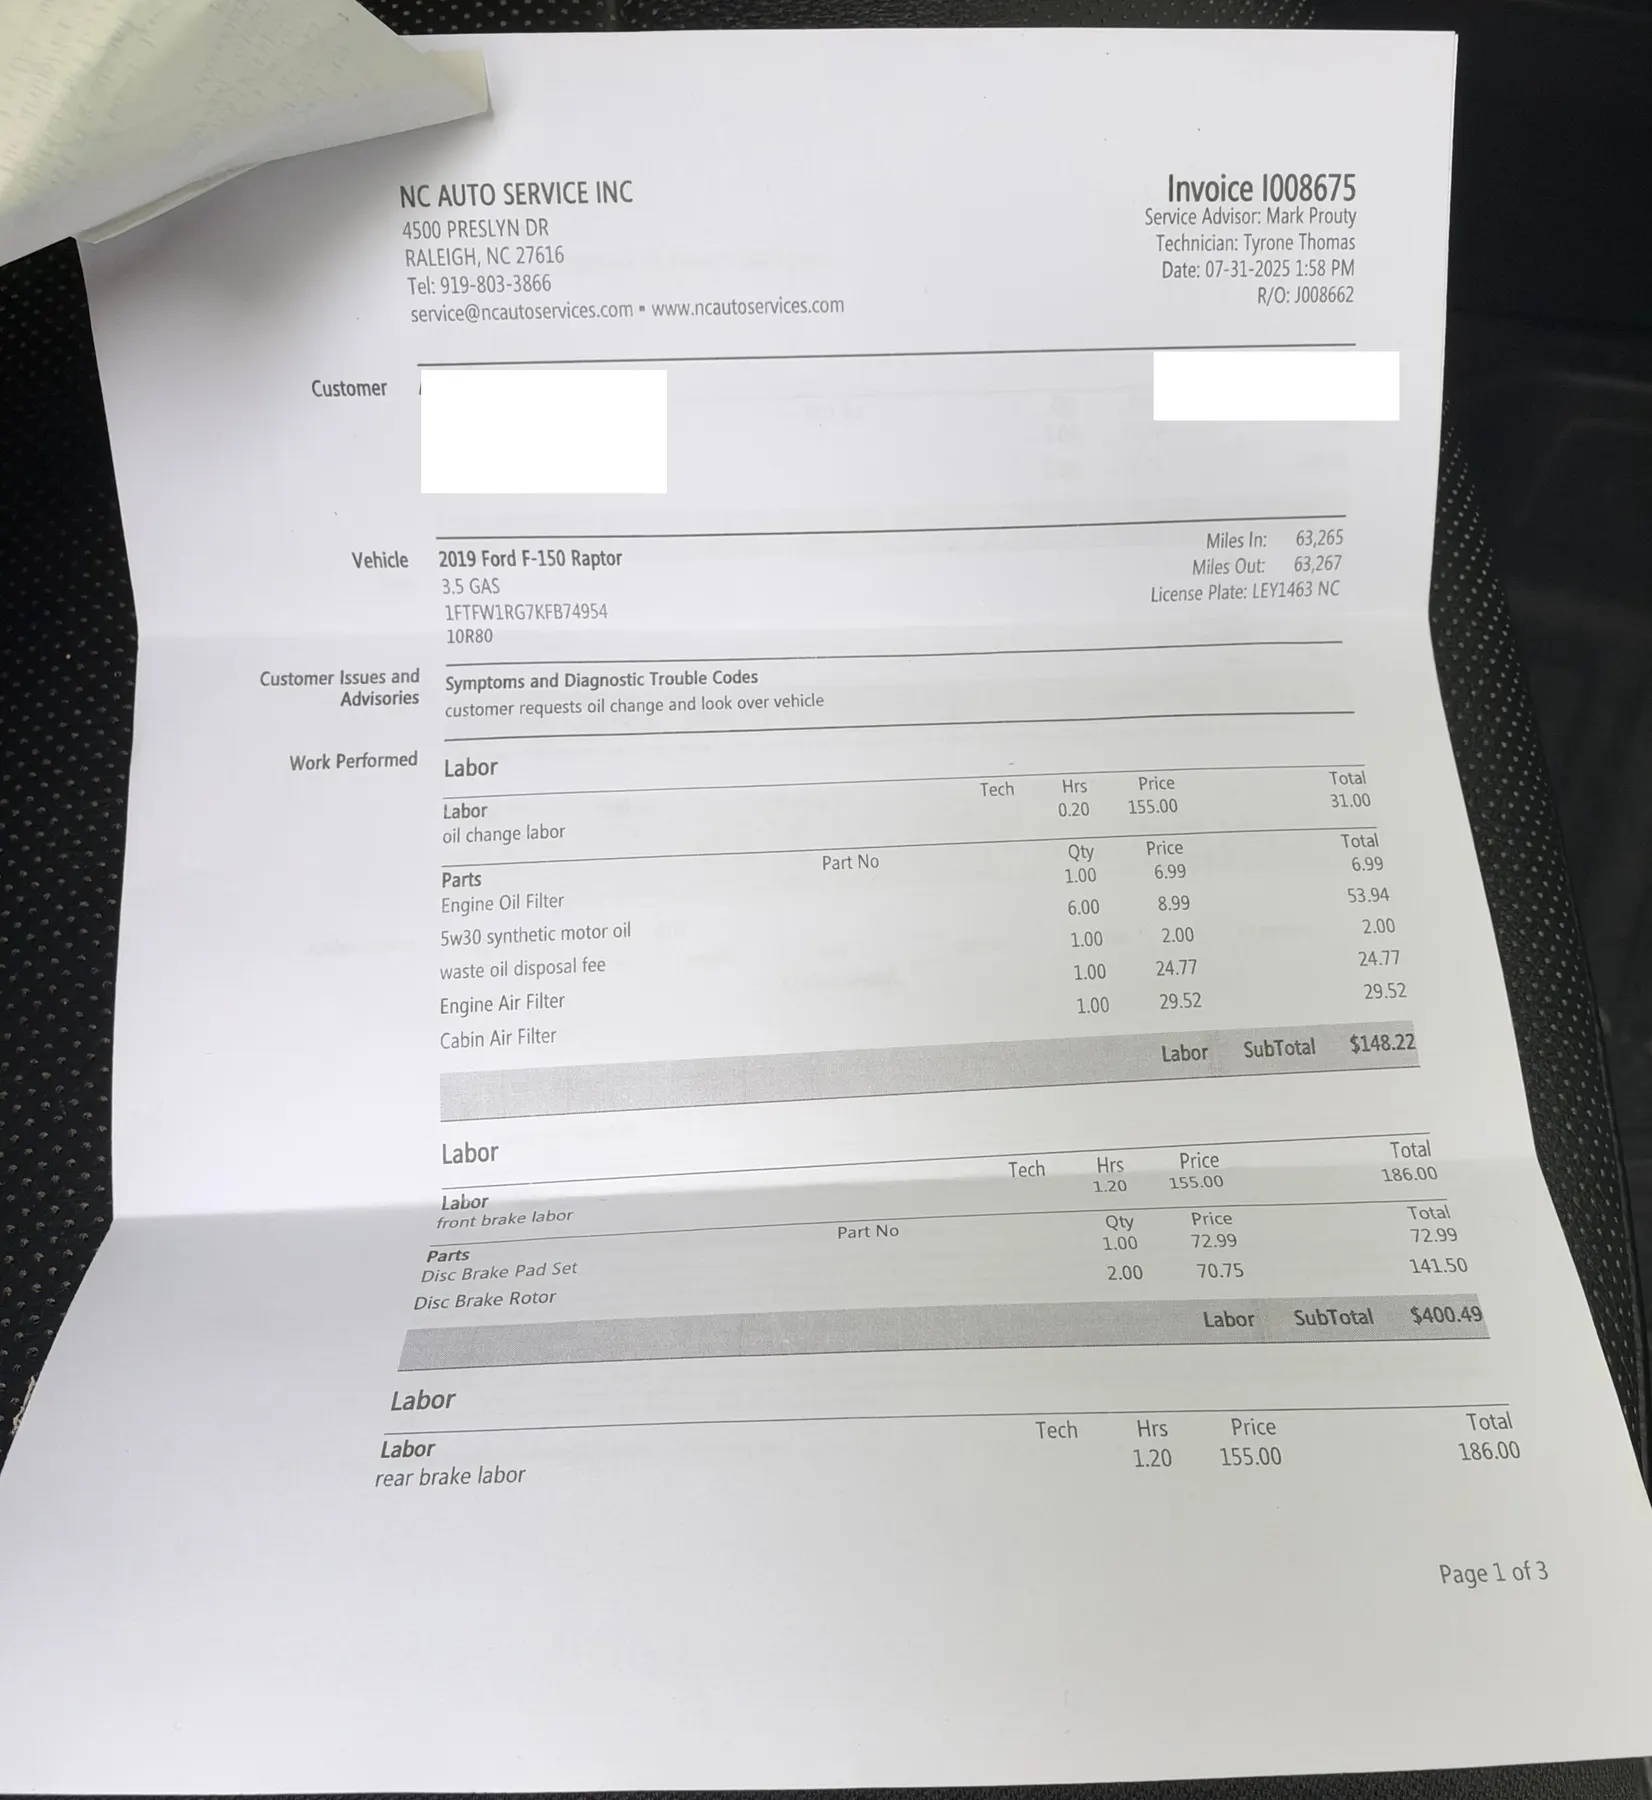 NC AUTO SERVICE INC
4500 PRESLYN DR
RALEIGH, NC 27616
Tel: 919-803-3866
service@ncautoservices.com ▪ www.ncautoservices.com
Invoice I008675
Service Advisor: Mark Prouty
Technician: Tyrone Thomas
Date: 07-31-2025 1:58 PM
R/O: J008662
Customer
Vehicle 2019 Ford F-150 Raptor
3.5 GAS
1FTFW1RG7KFB74954
10R80
Miles In: 63,265
Miles Out: 63,267
License Plate: LEY1463 NC
Customer Issues and Advisories
Symptoms and Diagnostic Trouble Codes
customer requests oil change and look over vehicle
Work Performed
Labor
Labor Tech Hrs Price Total
oil change labor 0.20 155.00 31.00
Parts Part No Qty Price Total
Engine Oil Filter 1.00 6.99 6.99
5w30 synthetic motor oil 6.00 8.99 53.94
waste oil disposal fee 1.00 2.00 2.00
Engine Air Filter 1.00 24.77 24.77
Cabin Air Filter 1.00 29.52 29.52
Labor SubTotal $148.22
Labor
Labor Tech Hrs Price Total
front brake labor 1.20 155.00 186.00
Parts Part No Qty Price Total
Disc Brake Pad Set 1.00 72.99 72.99
Disc Brake Rotor 2.00 70.75 141.50
Labor SubTotal $400.49
Labor
Labor Tech Hrs Price Total
rear brake labor 1.20 155.00 186.00
Page 1 of 3